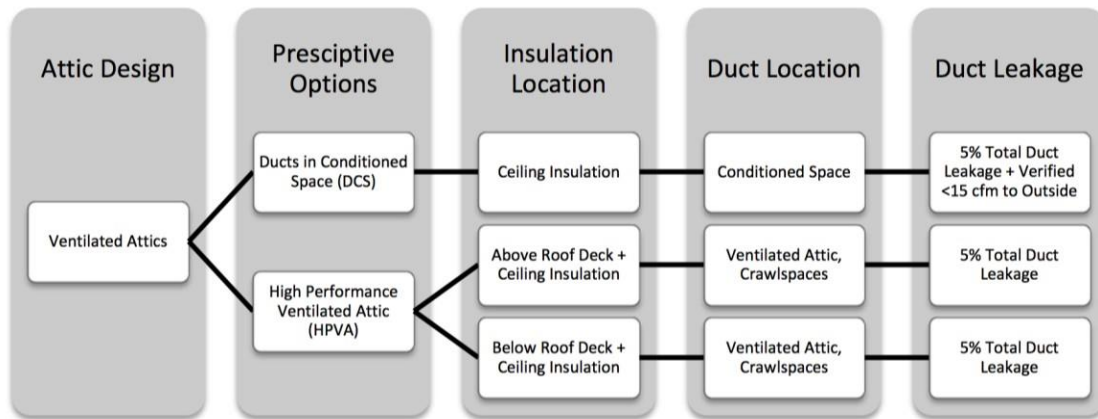 Attic Design
Presciptive
Options
Insulation
Location
Duct Location
Duct Leakage
Ventilated Attics
Ducts in Conditioned
Space (DCS)
Ceiling Insulation
Conditioned Space
5% Total Duct
Leakage + Verified
<15 cfm to Outside
High Performance
Ventilated Attic
(HPVA)
Above Roof Deck +
Ceiling Insulation
Ventilated Attic,
Crawlspaces
5% Total Duct
Leakage
Below Roof Deck +
Ceiling Insulation
Ventilated Attic,
Crawlspaces
5% Total Duct
Leakage